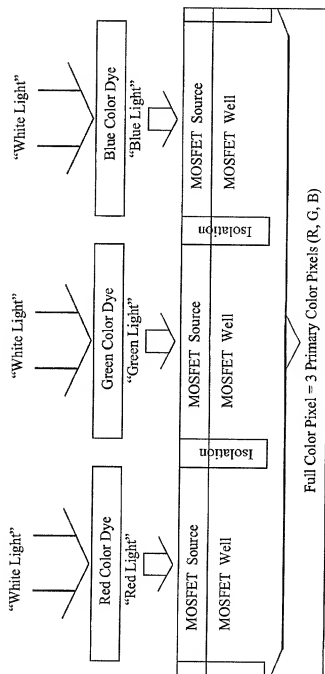 "White Light" "White Light" "White Light"
Red Color Dye Green Color Dye Blue Color Dye
"Red Light" "Green Light" "Blue Light"
MOSFET Source MOSFET Source MOSFET Source
Isolation Isolation
MOSFET Well MOSFET Well MOSFET Well
Full Color Pixel = 3 Primary Color Pixels (R, G, B)